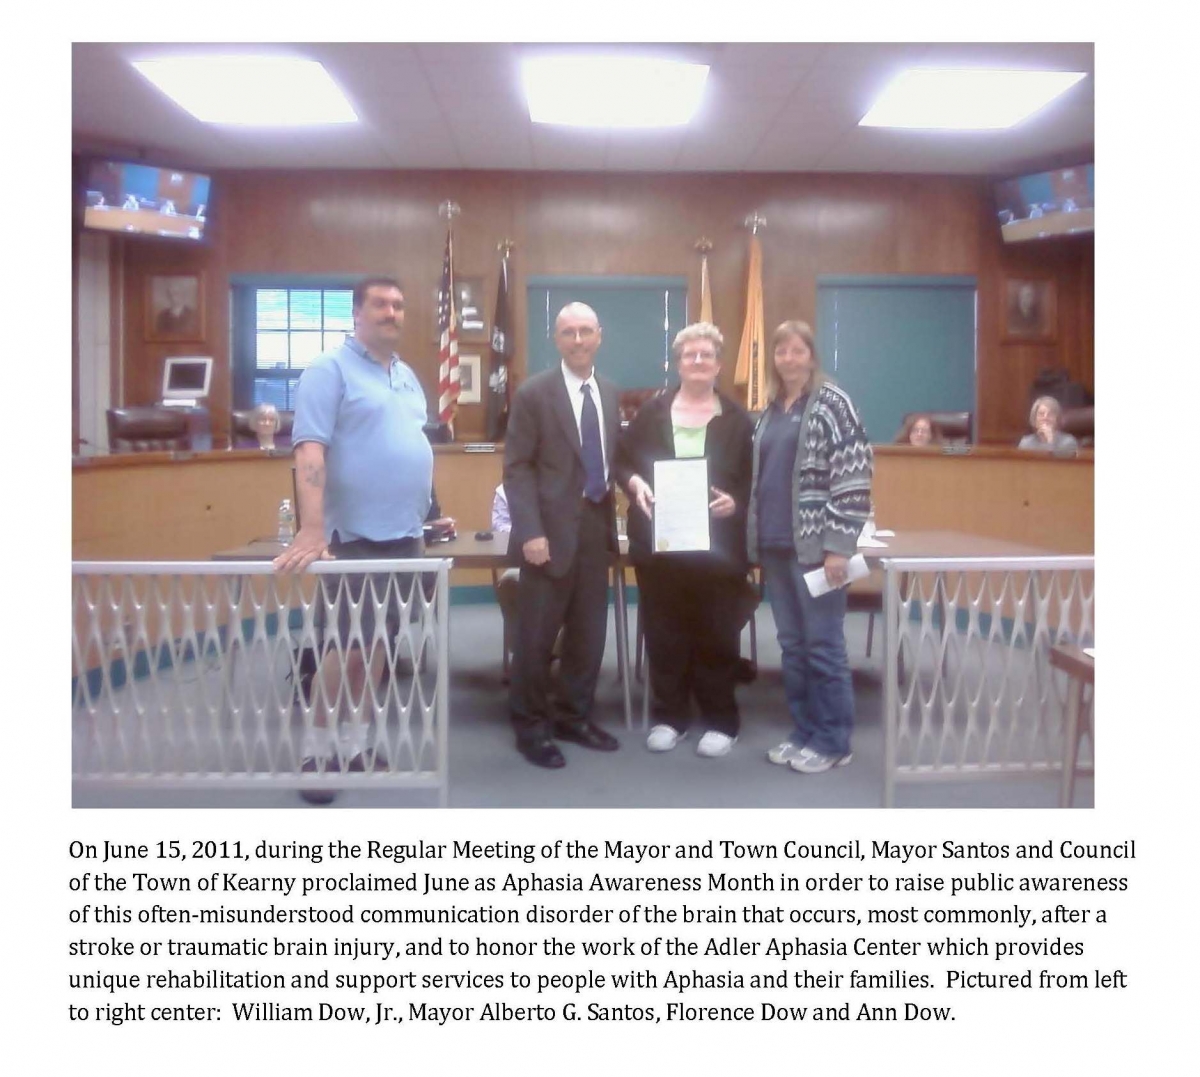 On June 15, 2011, during the Regular Meeting of the Mayor and Town Council, Mayor Santos and Council
of the Town of Kearny proclaimed June as Aphasia Awareness Month in order to raise public awareness
of this often-misunderstood communication disorder of the brain that occurs, most commonly, after a
stroke or traumatic brain injury, and to honor the work of the Adler Aphasia Center which provides
unique rehabilitation and support services to people with Aphasia and their families.  Pictured from left
to right center:  William Dow, Jr., Mayor Alberto G. Santos, Florence Dow and Ann Dow.